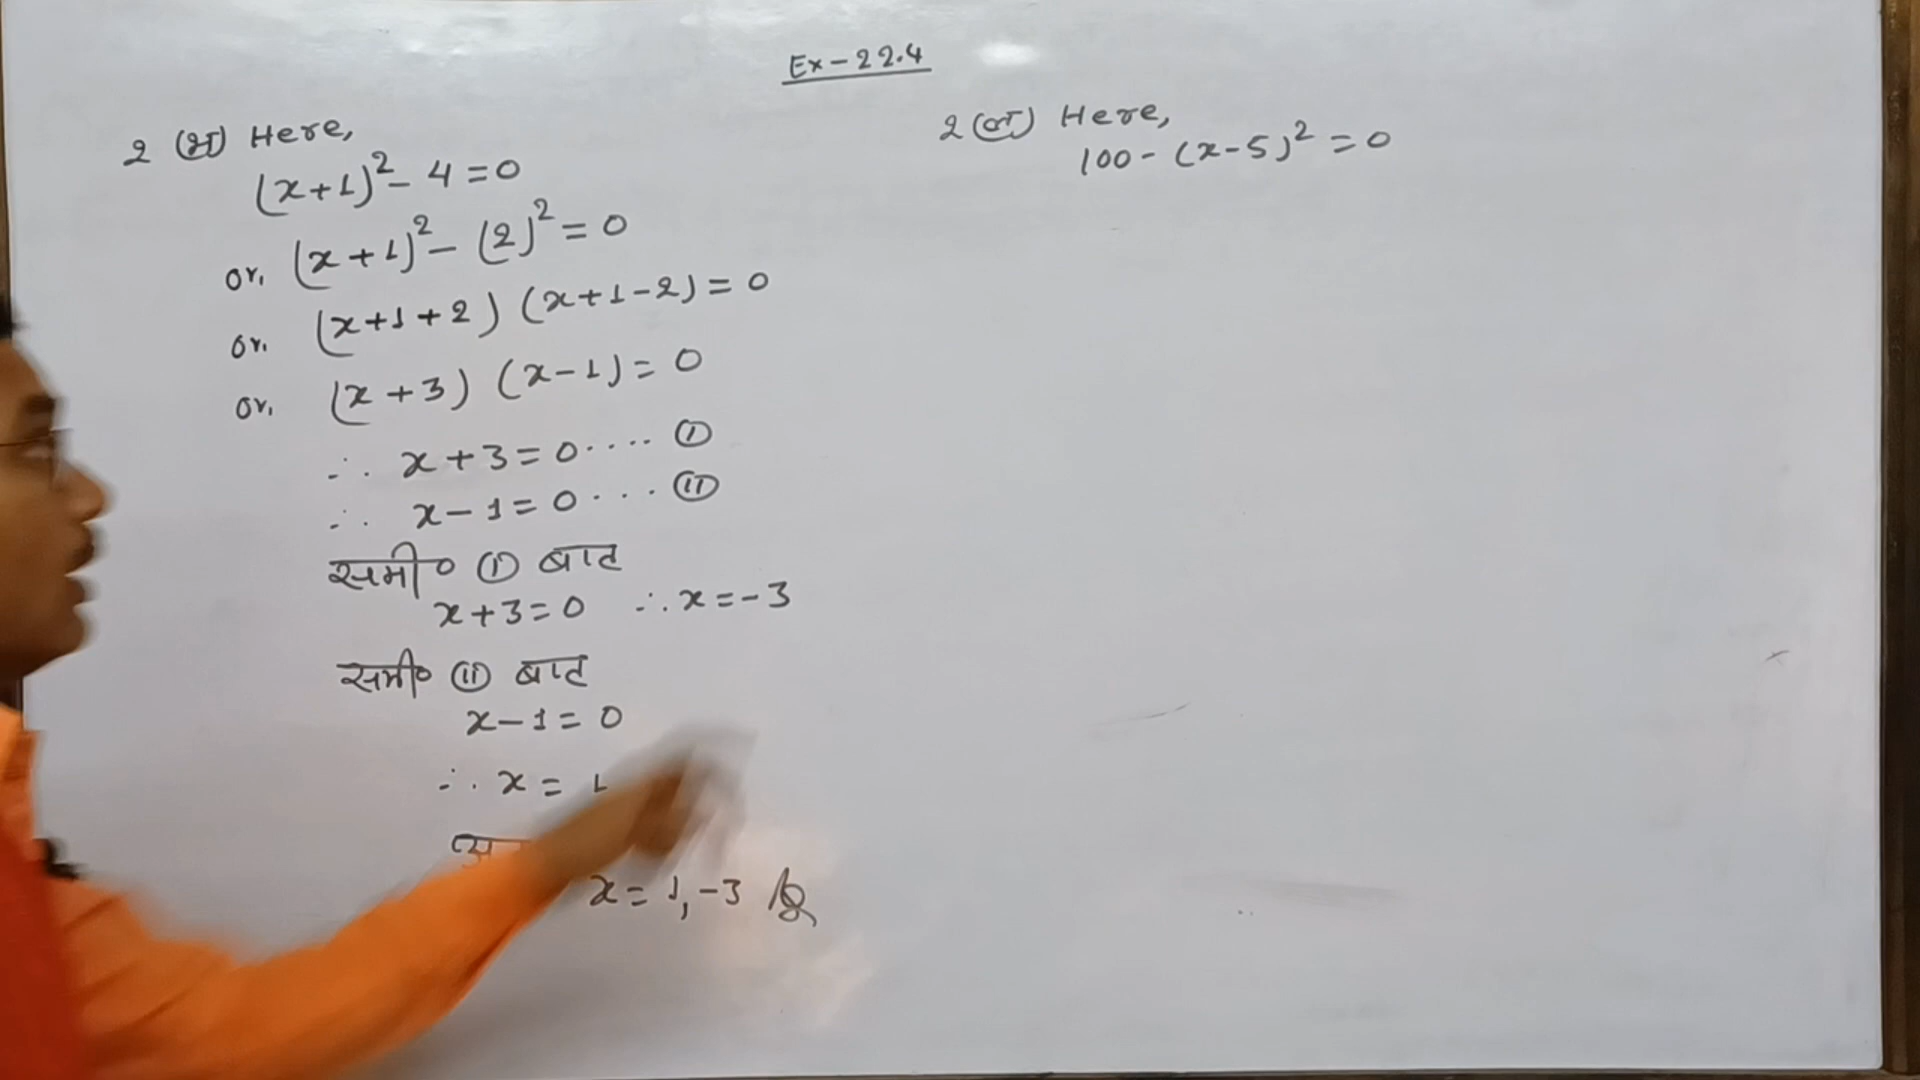 Ex-22.4
2 (झ) Here,
(x+1)²- 4=0
or, (x+1)²- (2)²=0
or, (x+1+2) (x+1-2)=0
or, (x+3) (x-1)=0
∴ x+3=0.... (I)
∴ x-1=0... (II)
समी० (I) बाट
x+3=0 ∴x=-3
समी० (II) बाट
x-1=0
∴ x = 1
x=1,-3
2 (ञ) Here,
100-(x-5)²=0